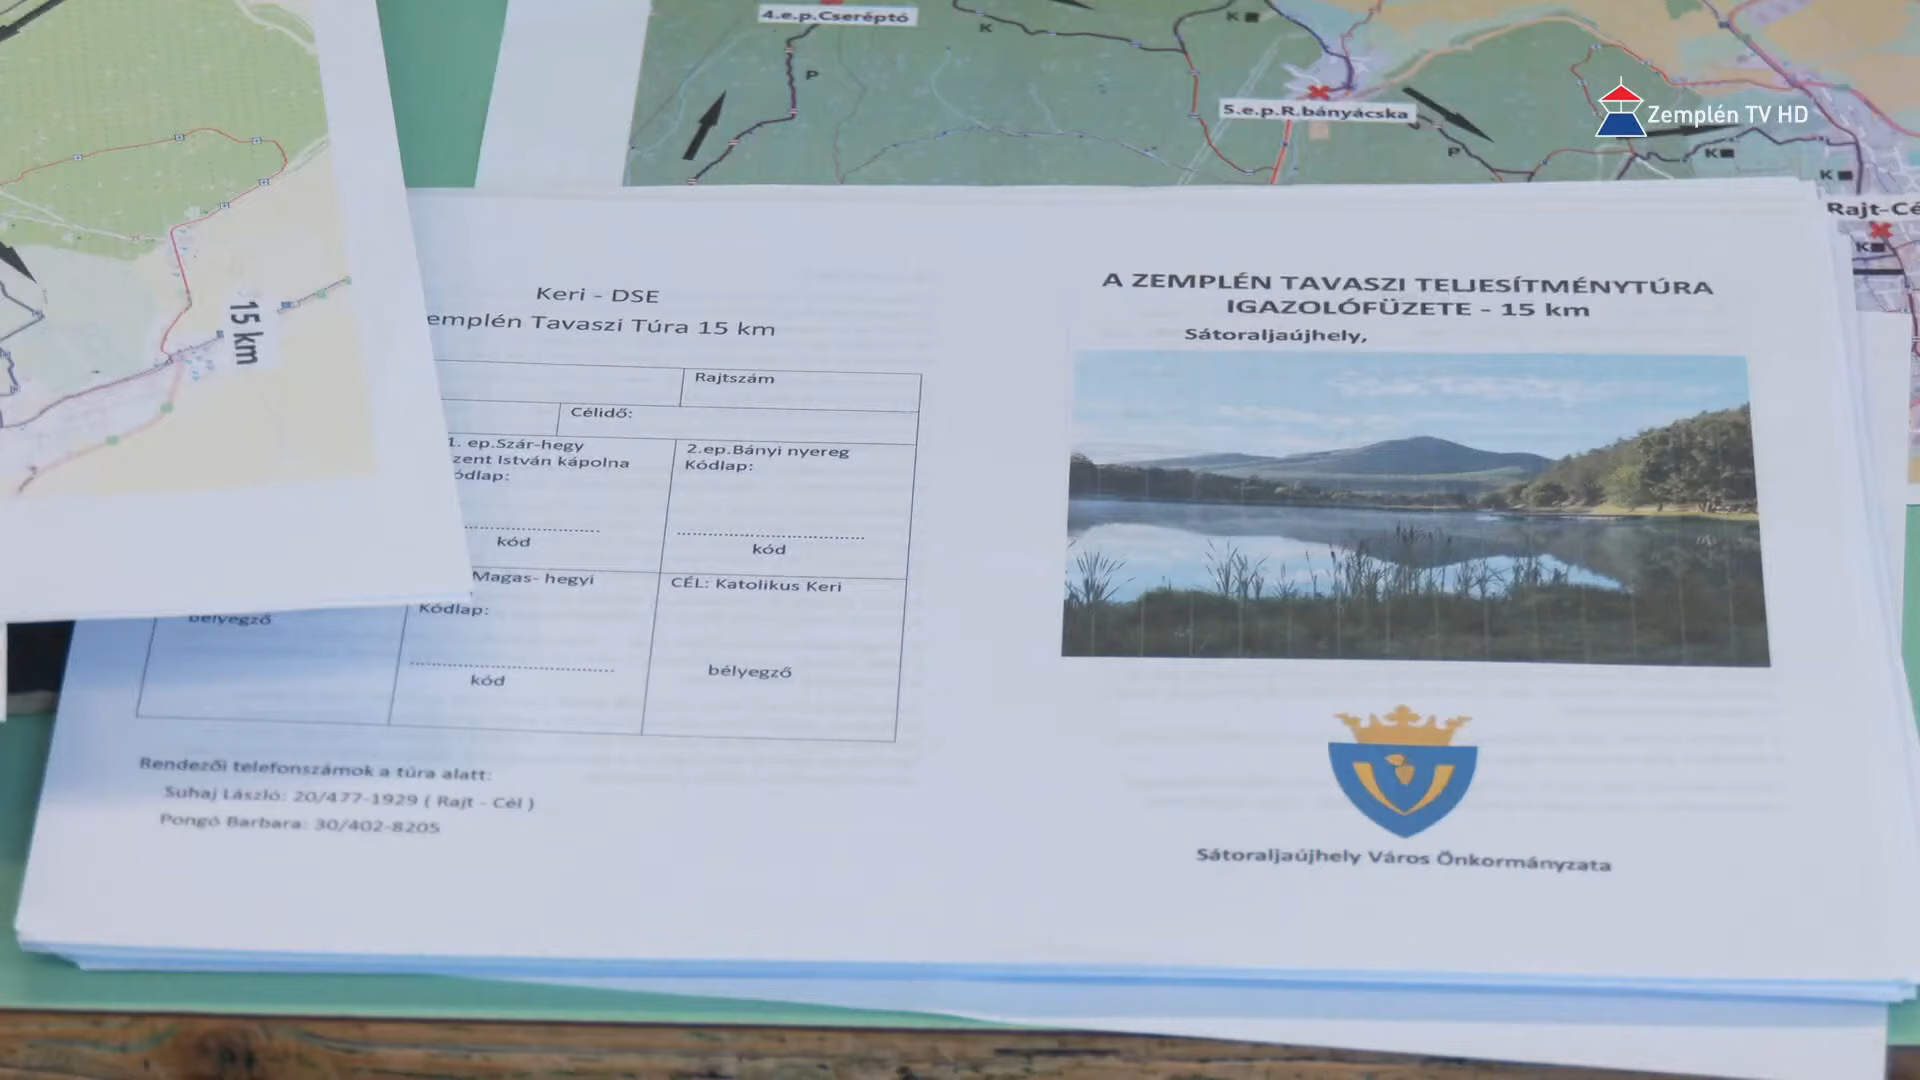 4.e.p.Cseréptó
K
K
P
5.e.p.R.bányácska
P
K
K
Rajt-Cé
K
Zemplén TV HD
15 km
Keri - DSE
emplén Tavaszi Túra 15 km
Rajtszám
Célidő:
1. ep.Szár-hegy
zent István kápolna
ódlap:
kód
2.ep.Bányi nyereg
Kódlap:
kód
Magas- hegyi
Kódlap:
kód
CÉL: Katolikus Keri
bélyegző
bélyegző
Rendezői telefonszámok a túra alatt:
Suhaj László: 20/477-1929 ( Rajt - Cél )
Pongó Barbara: 30/402-8205
A ZEMPLÉN TAVASZI TELJESÍTMÉNYTÚRA
IGAZOLÓFÜZETE - 15 km
Sátoraljaújhely,
Sátoraljaújhely Város Önkormányzata